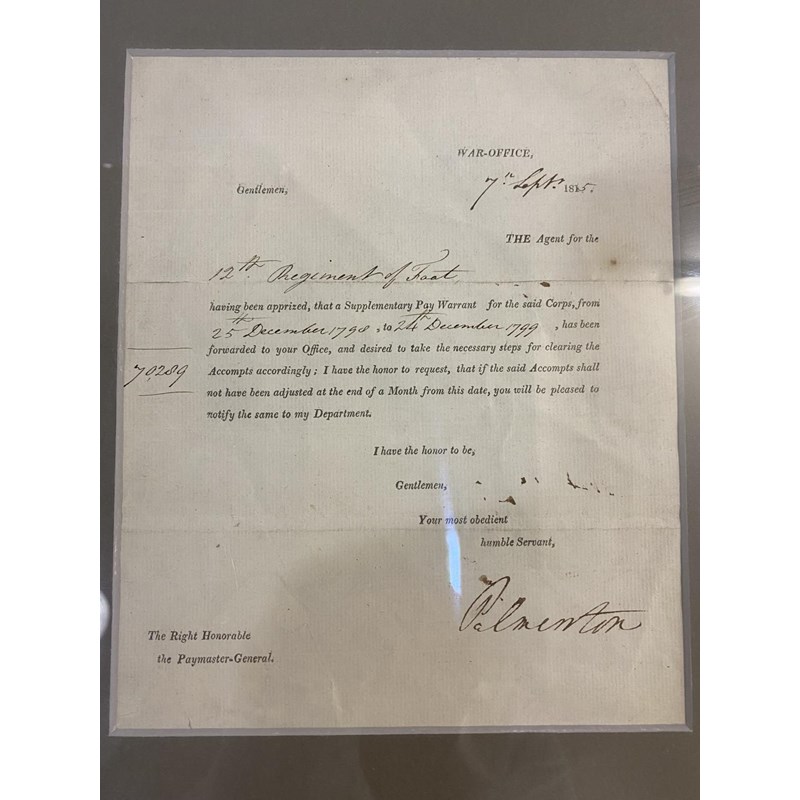 WAR-OFFICE,
7th Septr. 1815.
Gentlemen,
THE Agent for the
12th Regiment of Foot,
having been apprized, that a Supplementary Pay Warrant for the said Corps, from
25th December 1798, to 24th December 1799, has been
forwarded to your Office, and desired to take the necessary steps for clearing the
70,289
Accompts accordingly; I have the honor to request, that if the said Accompts shall
not have been adjusted at the end of a Month from this date, you will be pleased to
notify the same to my Department.
I have the honor to be,
Gentlemen,
Your most obedient
humble Servant,
Palmerston
The Right Honorable
the Paymaster-General.